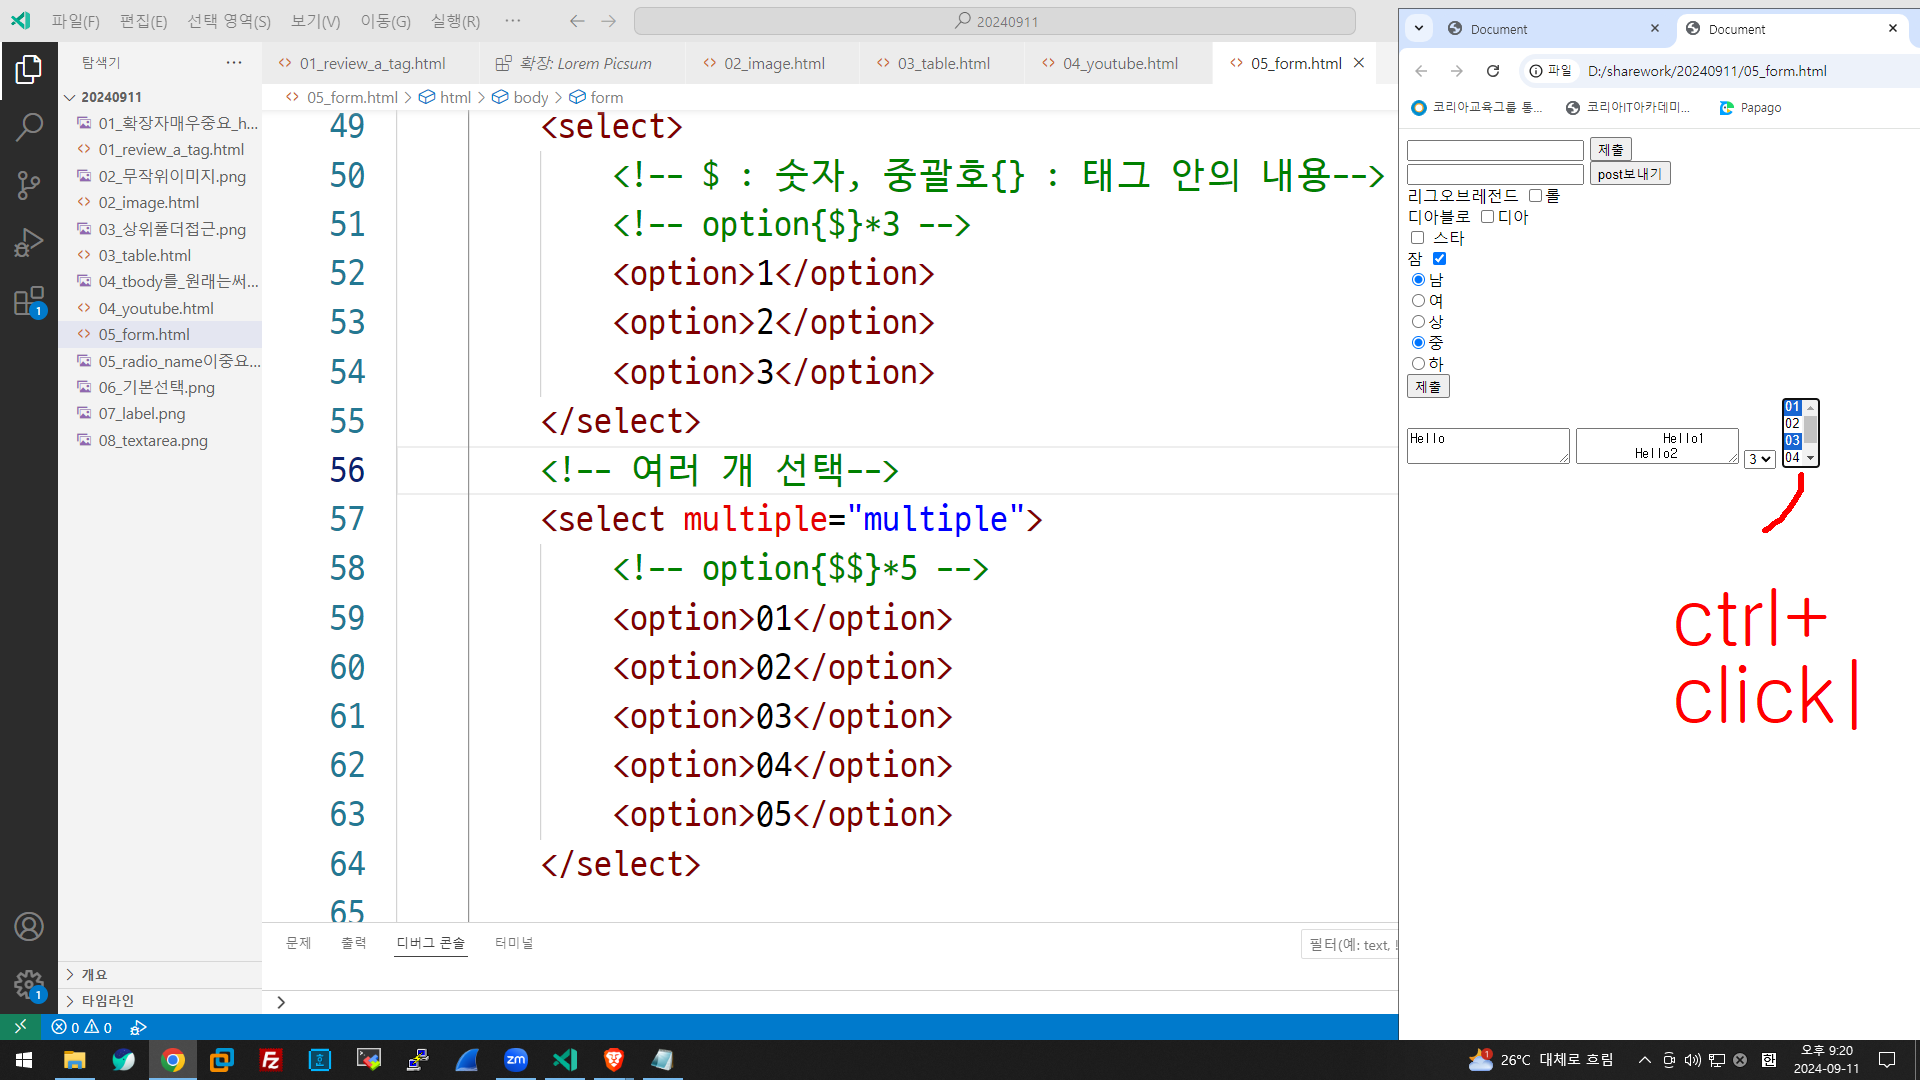 파일(F) 편집(E) 선택 영역(S) 보기(V) 이동(G) 실행(R) ··· 20240911
탐색기 ···
20240911
01_확장자매우중요_h...
01_review_a_tag.html
02_무작위이미지.png
02_image.html
03_상위폴더접근.png
03_table.html
04_tbody를_원래는써...
04_youtube.html
05_form.html
05_radio_name이중요...
06_기본선택.png
07_label.png
08_textarea.png
개요
타임라인
1
1
01_review_a_tag.html 확장: Lorem Picsum 02_image.html 03_table.html 04_youtube.html 05_form.html
05_form.html > html > body > form
49 <select>
50 <!-- $ : 숫자, 중괄호{} : 태그 안의 내용-->
51 <!-- option{$}*3 -->
52 <option>1</option>
53 <option>2</option>
54 <option>3</option>
55 </select>
56 <!-- 여러 개 선택-->
57 <select multiple="multiple">
58 <!-- option{$$}*5 -->
59 <option>01</option>
60 <option>02</option>
61 <option>03</option>
62 <option>04</option>
63 <option>05</option>
64 </select>
65
문제 출력 디버그 콘솔 터미널 필터(예: text,
0 0
Document Document
파일 D:/sharework/20240911/05_form.html
코리아교육그룹 통... 코리아IT아카데미... Papago
제출
post보내기
리그오브레전드 롤
디아블로 디아
스타
잠
남
여
상
중
하
제출
Hello
Hello1
Hello2
3
01
02
03
04
ctrl+
click
26°C 대체로 흐림
1
한
오후 9:20
2024-09-11